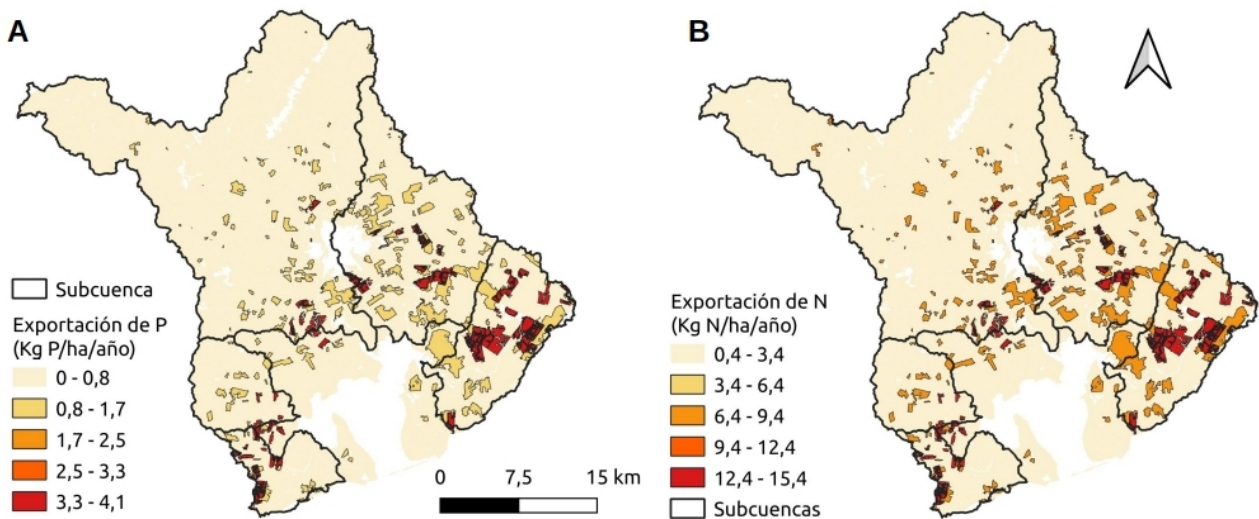 A
Subcuenca
Exportación de P
(Kg P/ha/año)
0 - 0,8
0,8 - 1,7
1,7 - 2,5
2,5 - 3,3
3,3 - 4,1
0 7,5 15 km
B
Exportación de N
(Kg N/ha/año)
0,4 - 3,4
3,4 - 6,4
6,4 - 9,4
9,4 - 12,4
12,4 - 15,4
Subcuencas